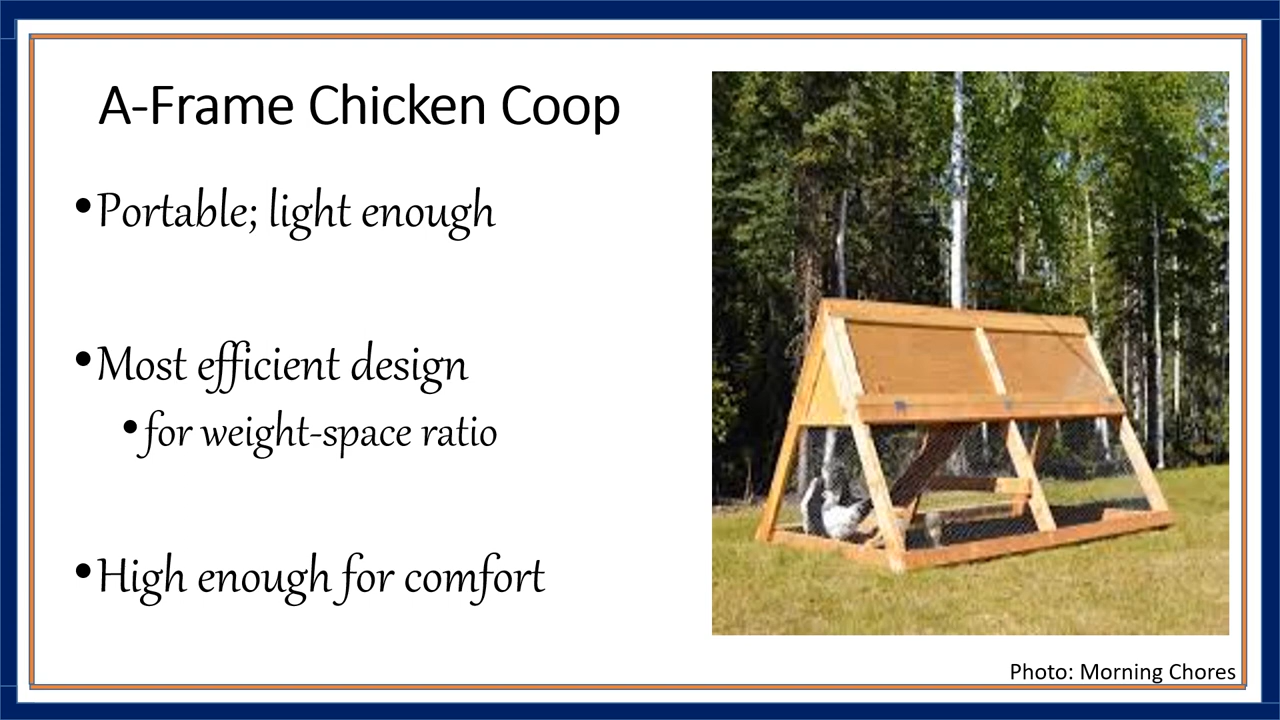 A-Frame Chicken Coop
•Portable; light enough
•Most efficient design
•for weight-space ratio
•High enough for comfort
Photo: Morning Chores